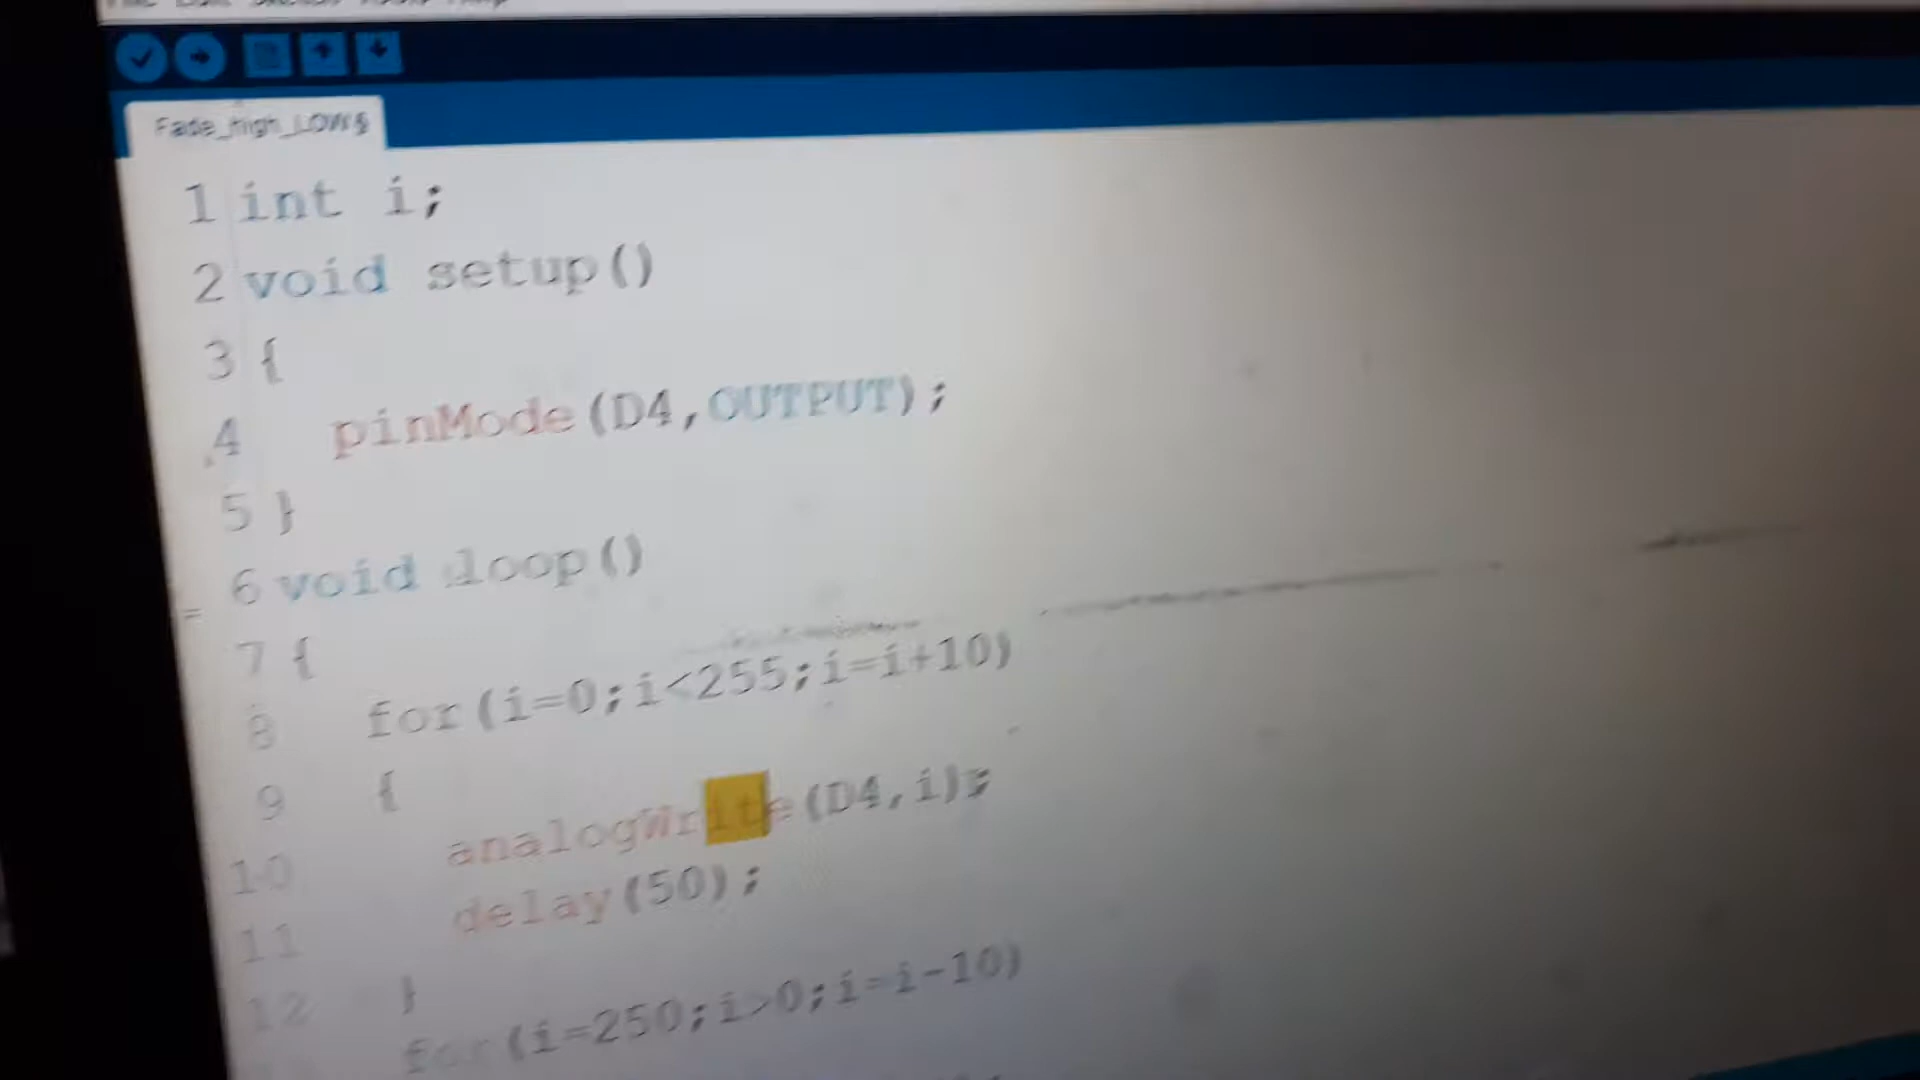 Fade_high_LOW§
1 int i;
2 void setup()
3 {
4 pinMode(D4,OUTPUT);
5 }
6 void loop()
7 {
8 for(i=0;i<255;i=i+10)
9 {
10 analogWrite(D4,i);
11 delay(50);
12 }
for(i=250;i>0;i=i-10)